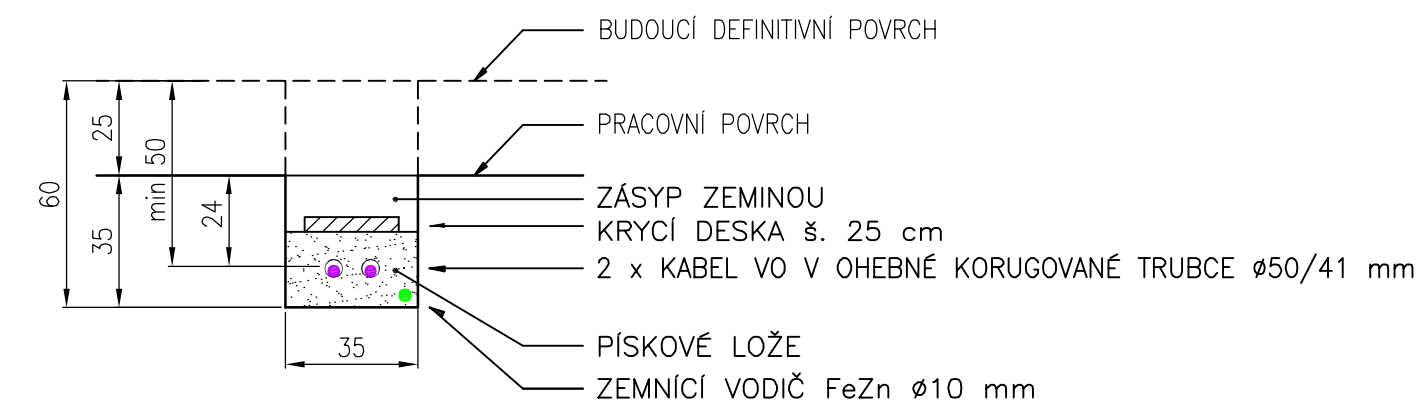 BUDOUCÍ DEFINITIVNÍ POVRCH
PRACOVNÍ POVRCH
ZÁSYP ZEMINOU
KRYCÍ DESKA š. 25 cm
2 x KABEL VO V OHEBNÉ KORUGOVANÉ TRUBCE ø50/41 mm
PÍSKOVÉ LOŽE
ZEMNÍCÍ VODIČ FeZn ø10 mm
60
25
35
min 50
24
35